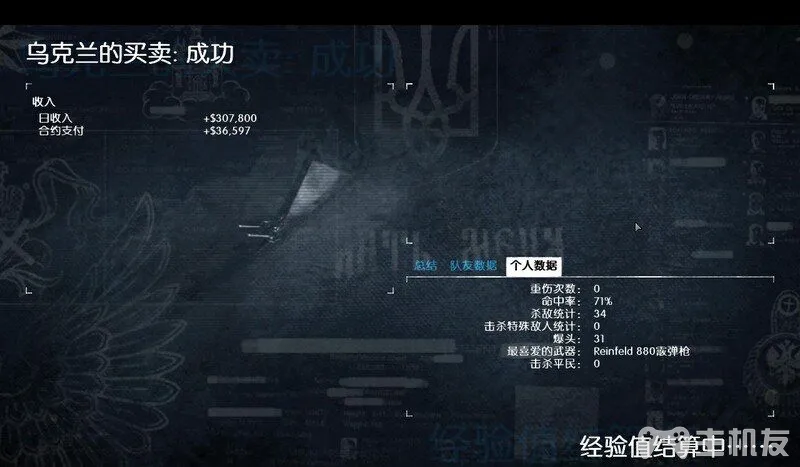 乌克兰的买卖: 成功
收入
日收入 +$307,800
合约支付 +$36,597
总结 队友数据 个人数据
重伤次数: 0
命中率: 71%
杀敌统计: 34
击杀特殊敌人统计: 0
爆头: 31
最喜爱的武器: Reinfeld 880霰弹枪
击杀平民: 0
经验值结算中……
手机友